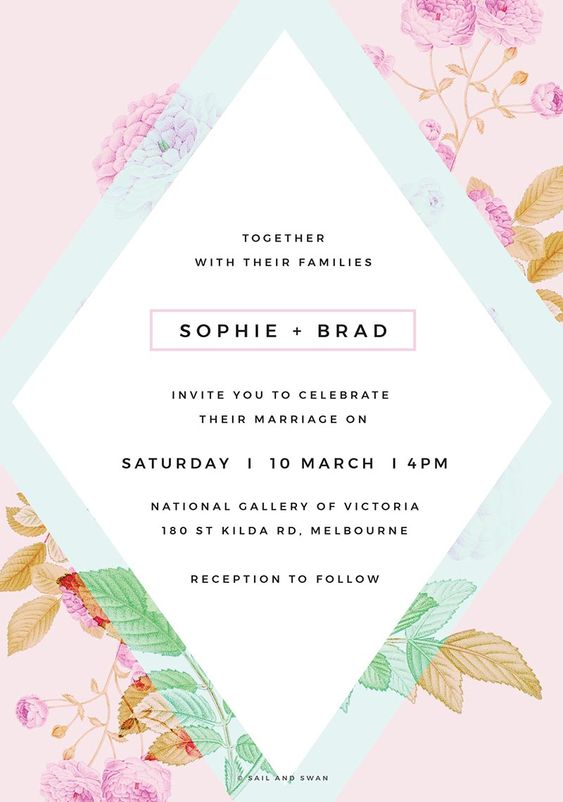 TOGETHER
WITH THEIR FAMILIES
SOPHIE + BRAD
INVITE YOU TO CELEBRATE
THEIR MARRIAGE ON
SATURDAY I 10 MARCH I 4PM
NATIONAL GALLERY OF VICTORIA
180 ST KILDA RD, MELBOURNE
RECEPTION TO FOLLOW
© SAIL AND SWAN